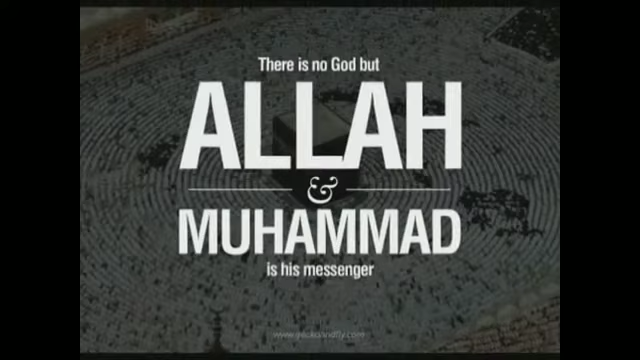 There is no God but
ALLAH
&
MUHAMMAD
is his messenger